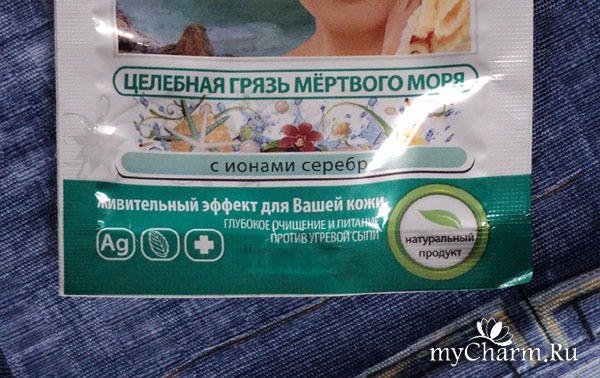 ЦЕЛЕБНАЯ ГРЯЗЬ МЁРТВОГО МОРЯ
с ионами серебр
живительный эффект для Вашей кожи
ГЛУБОКОЕ ОЧИЩЕНИЕ И ПИТАНИЕ
ПРОТИВ УГРЕВОЙ СЫПИ
Ag
натуральный
продукт
myCharm.Ru